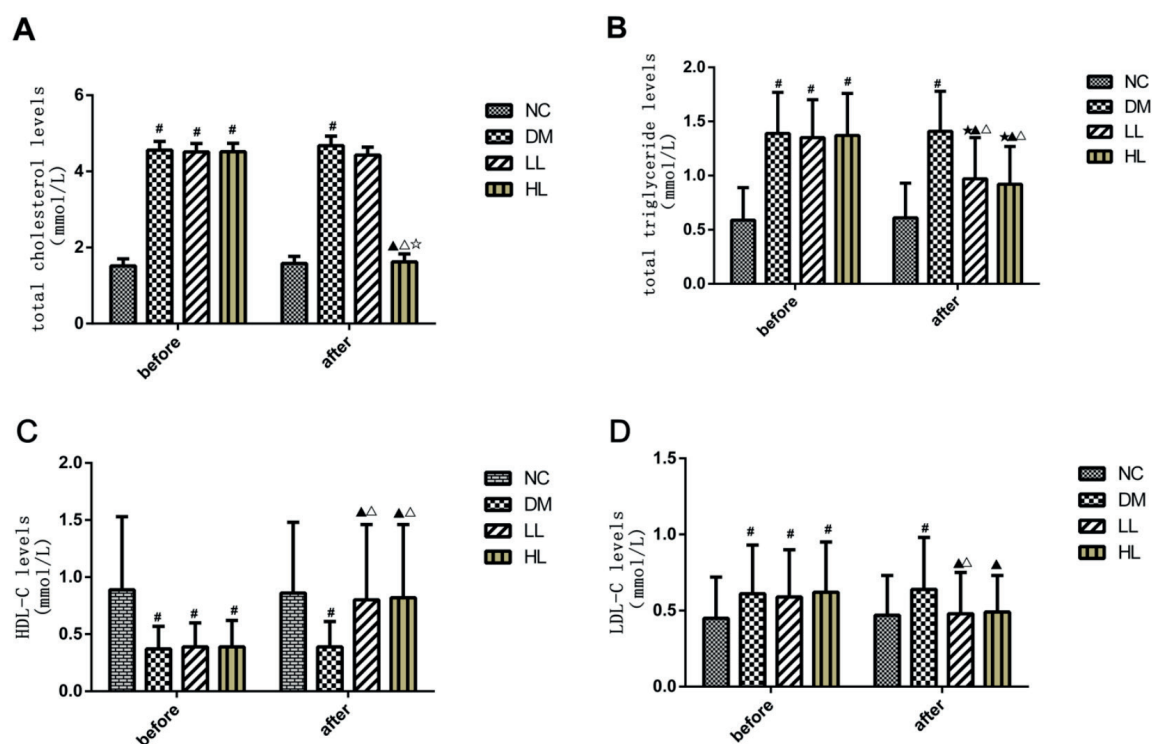 A
total cholesterol levels
(mmol/L)
6
4
2
0
#
#
#
#
▲△☆
before
after
NC
DM
LL
HL
B
total triglyceride levels
(mmol/L)
2.0
1.5
1.0
0.5
0.0
#
#
#
#
★▲△
★▲△
before
after
NC
DM
LL
HL
C
HDL-C levels
(mmol/L)
2.0
1.5
1.0
0.5
0.0
#
#
#
#
▲△
▲△
before
after
NC
DM
LL
HL
D
LDL-C levels
(mmol/L)
1.5
1.0
0.5
0.0
#
#
#
#
▲△
▲
before
after
NC
DM
LL
HL